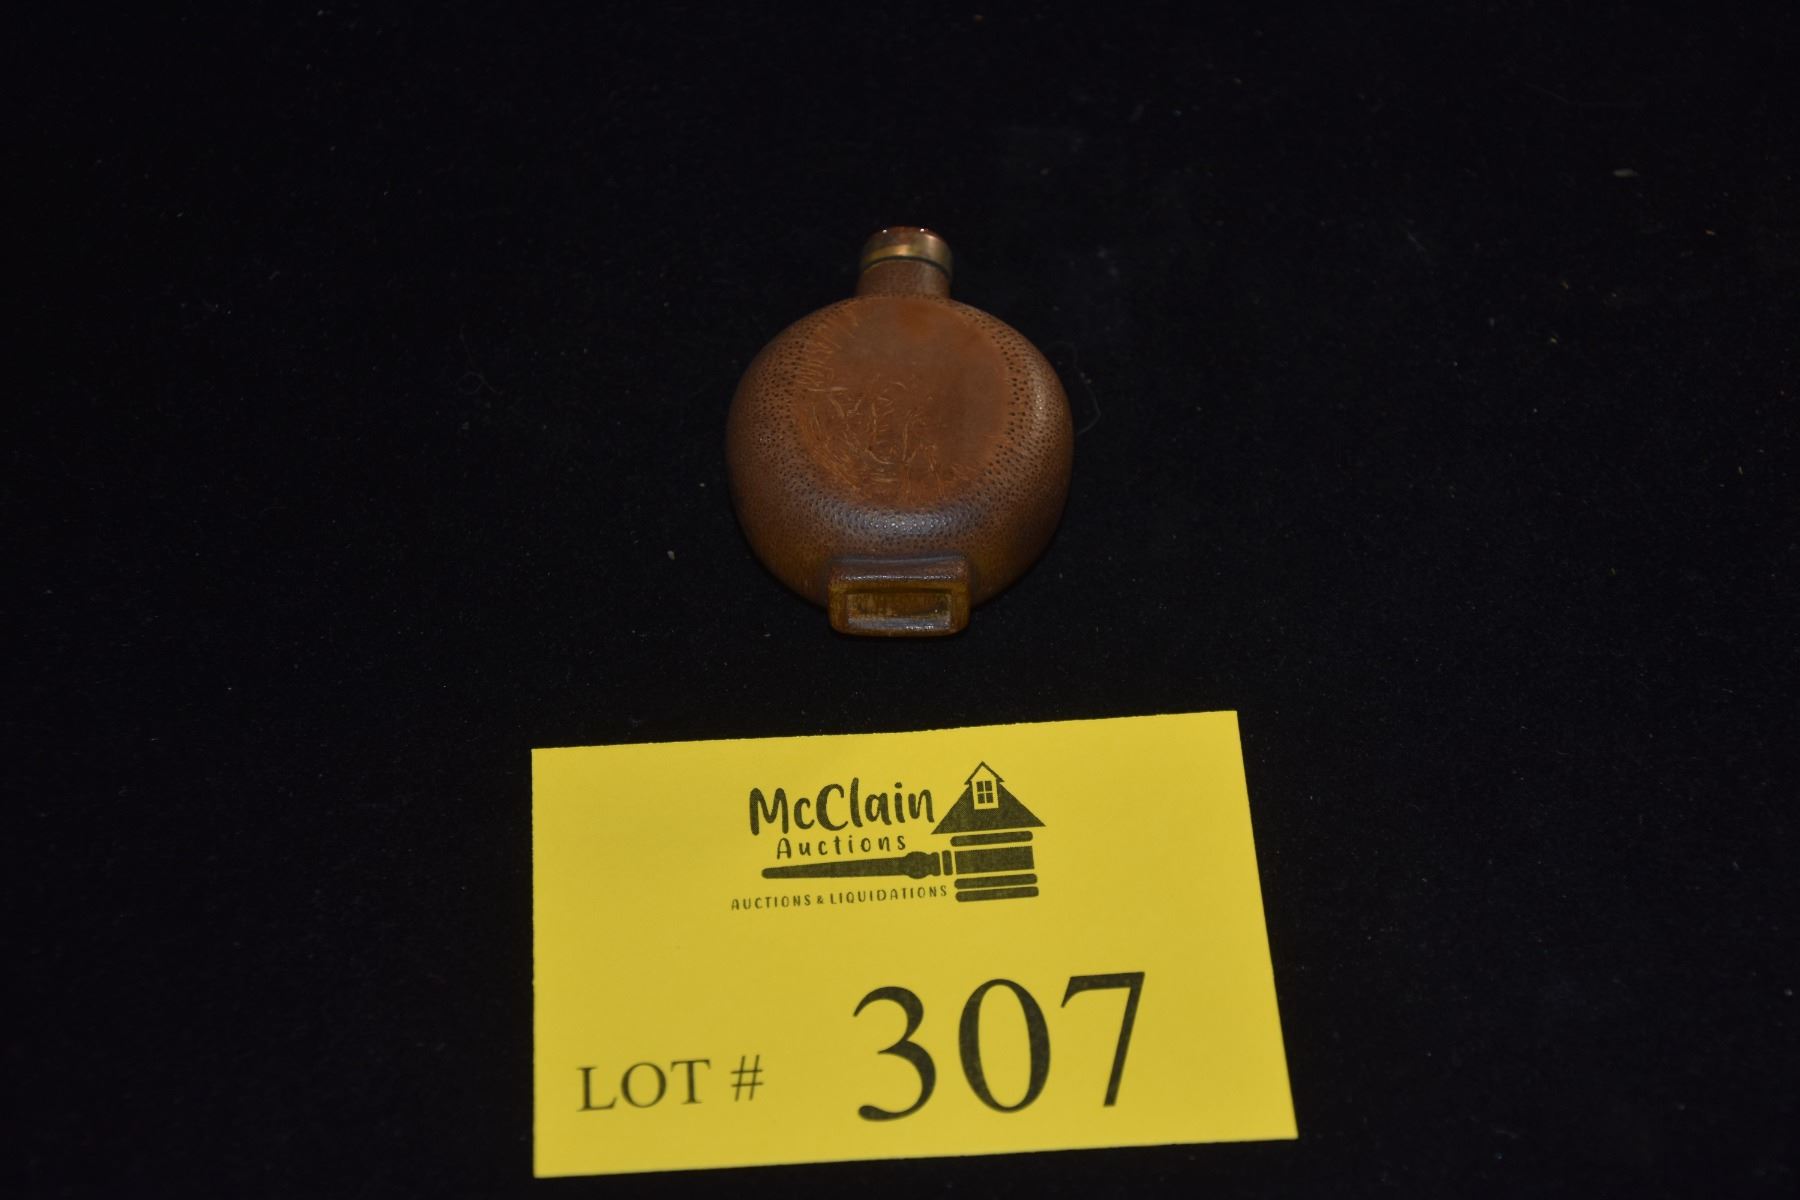 McClain
Auctions
AUCTIONS & LIQUIDATIONS
LOT # 307